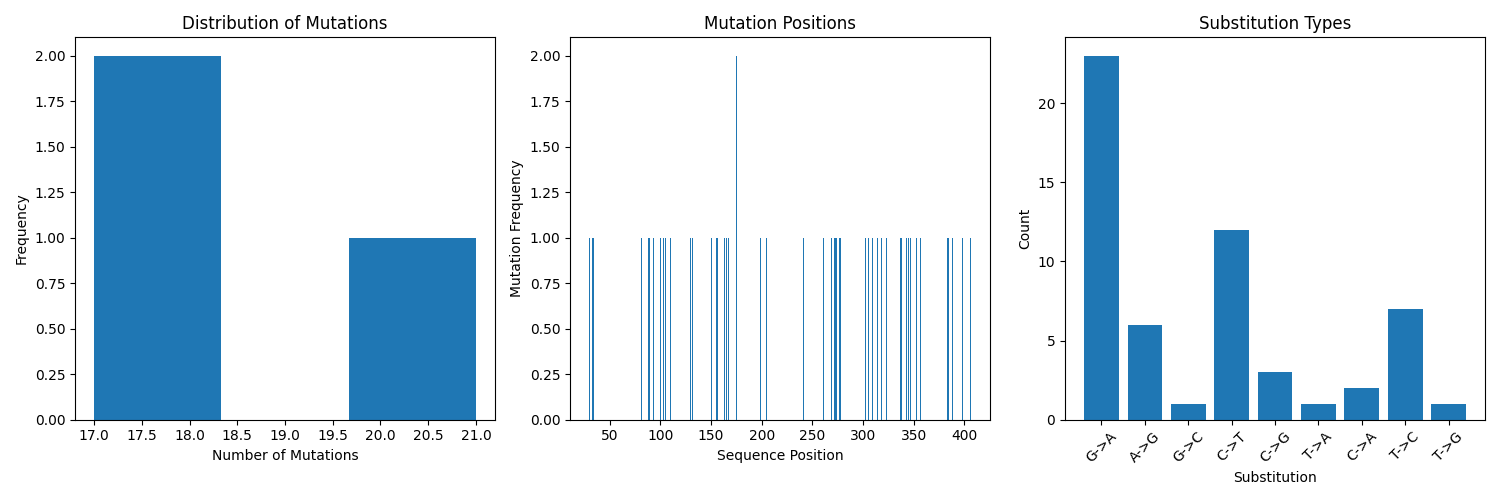 Distribution of Mutations
Frequency
2.00
1.75
1.50
1.25
1.00
0.75
0.50
0.25
0.00
17.0 17.5 18.0 18.5 19.0 19.5 20.0 20.5 21.0
Number of Mutations
Mutation Positions
Mutation Frequency
2.00
1.75
1.50
1.25
1.00
0.75
0.50
0.25
0.00
50 100 150 200 250 300 350 400
Sequence Position
Substitution Types
Count
20
15
10
5
0
G->A A->G G->C C->T C->G T->A C->A T->C T->G
Substitution